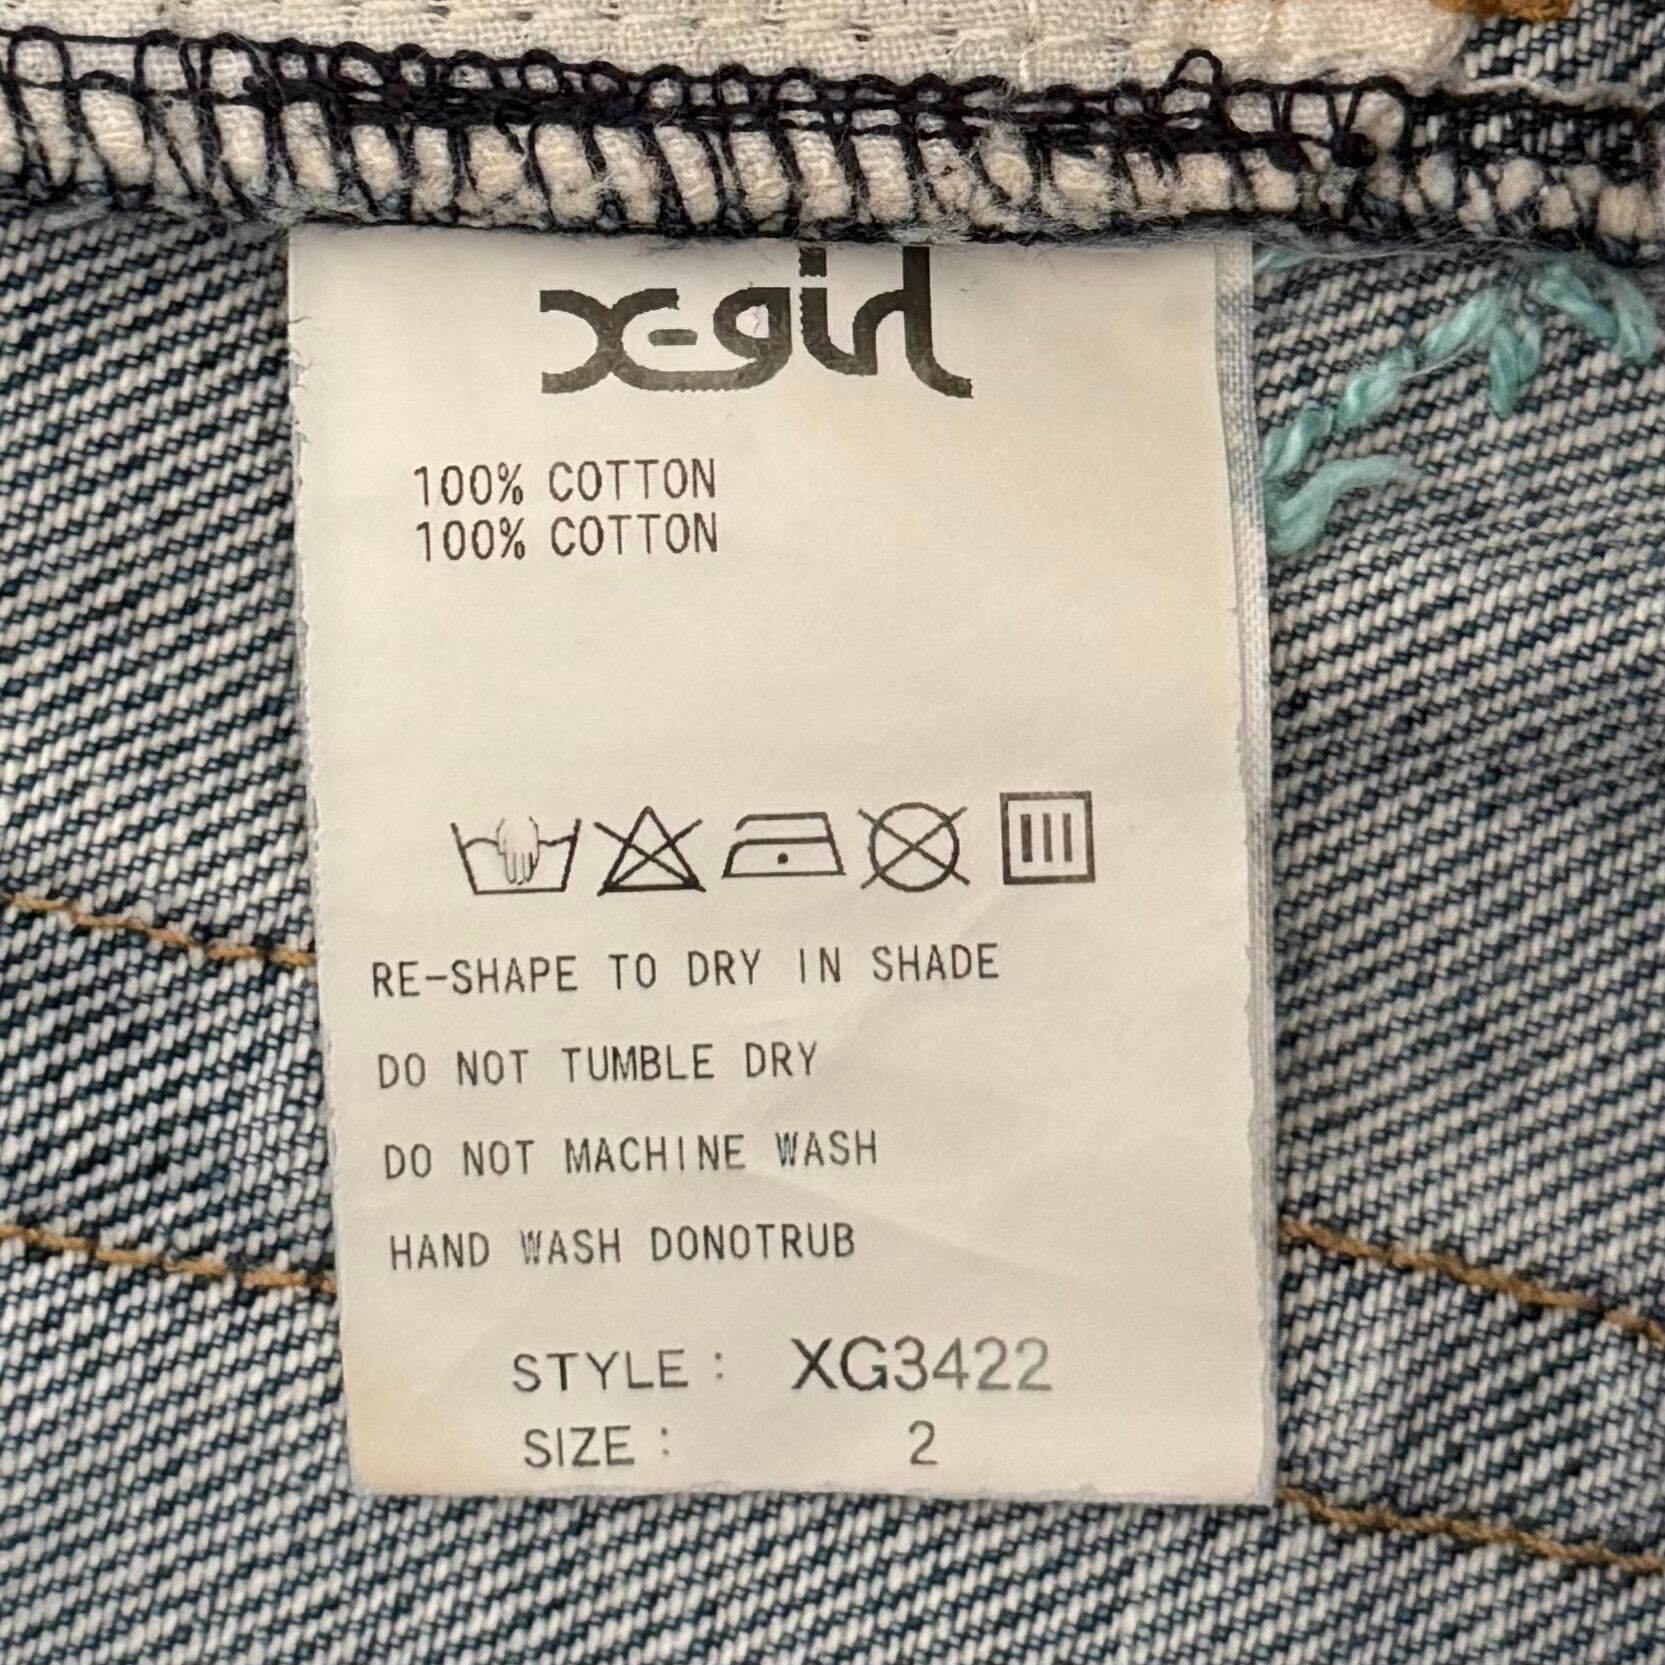 x-girl
100% COTTON
100% COTTON
RE-SHAPE TO DRY IN SHADE
DO NOT TUMBLE DRY
DO NOT MACHINE WASH
HAND WASH DONOTRUB
STYLE : XG3422
SIZE : 2